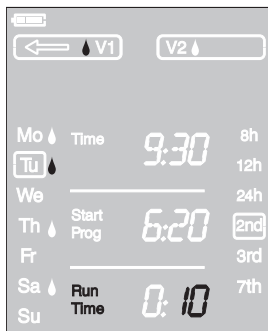 V1 V2
Mo Time 9:30 8h
Tu 12h
We 24h
Th Start Prog 6:20 2nd
Fr 3rd
Sa Run Time 0:10 7th
Su